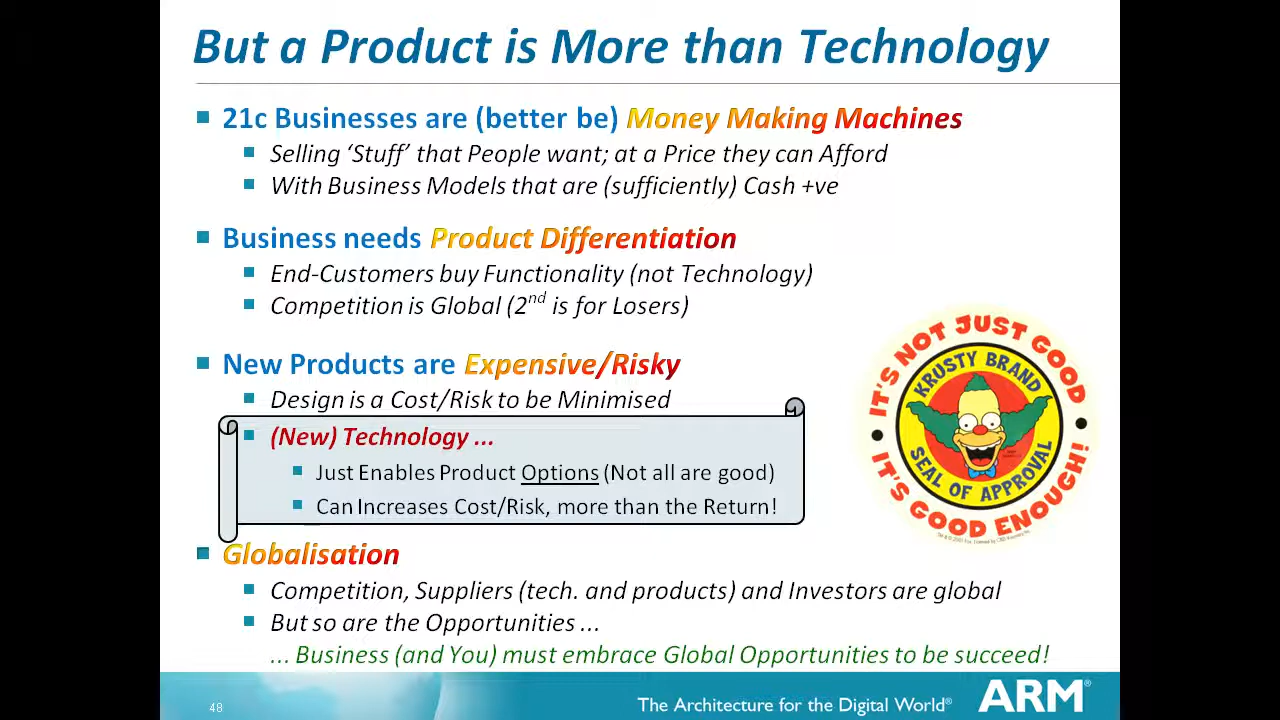 But a Product is More than Technology
21c Businesses are (better be) Money Making Machines
Selling ‘Stuff’ that People want; at a Price they can Afford
With Business Models that are (sufficiently) Cash +ve
Business needs Product Differentiation
End-Customers buy Functionality (not Technology)
Competition is Global (2nd is for Losers)
New Products are Expensive/Risky
Design is a Cost/Risk to be Minimised
(New) Technology ...
Just Enables Product Options (Not all are good)
Can Increases Cost/Risk, more than the Return!
IT'S NOT JUST GOOD
KRUSTY BRAND
SEAL OF APPROVAL
IT'S GOOD ENOUGH!
Globalisation
Competition, Suppliers (tech. and products) and Investors are global
But so are the Opportunities ...
... Business (and You) must embrace Global Opportunities to be succeed!
48
The Architecture for the Digital World®
ARM®